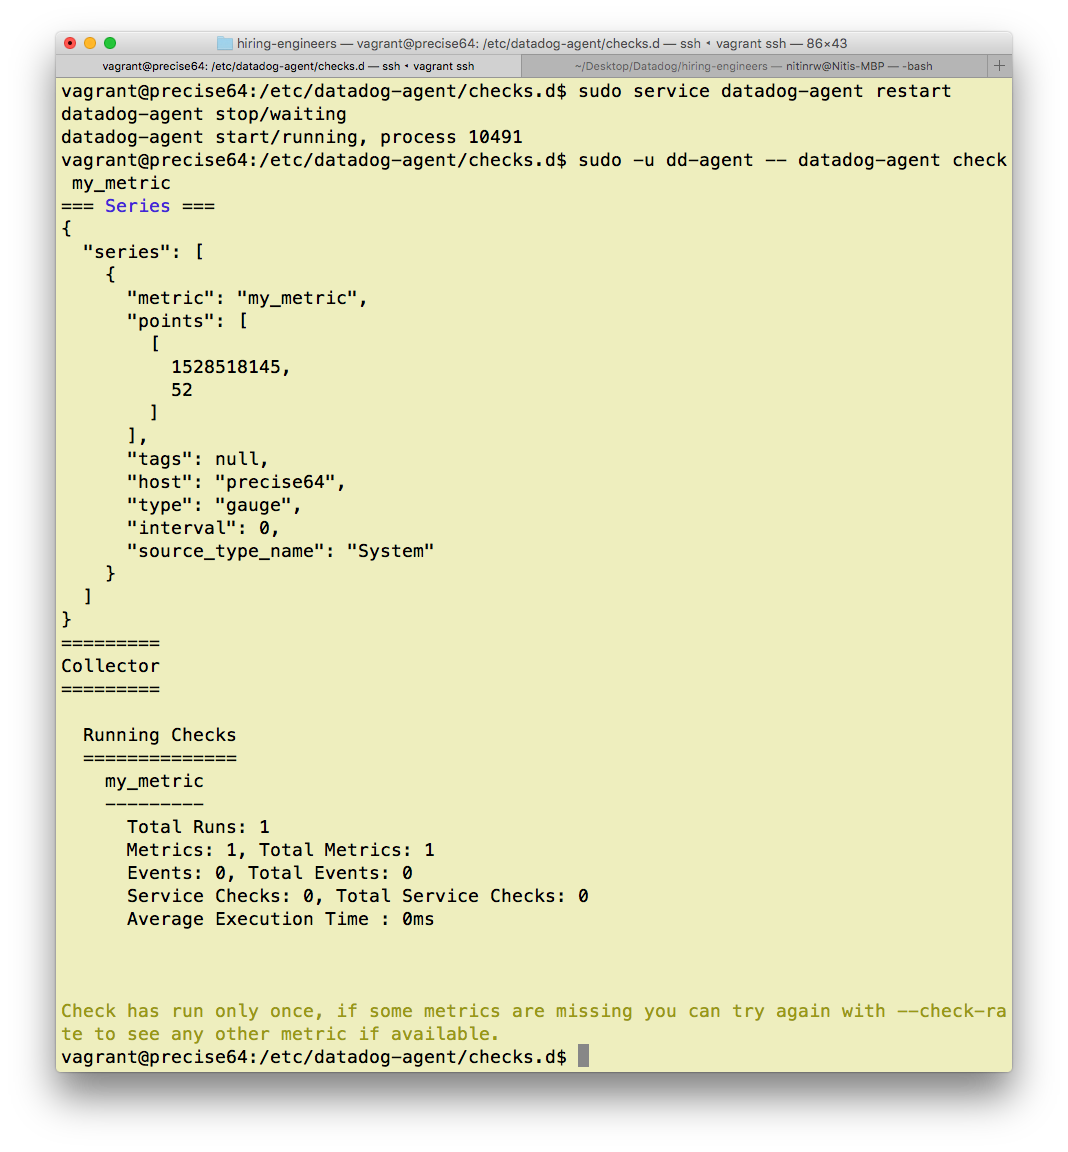 hiring-engineers — vagrant@precise64: /etc/datadog-agent/checks.d — ssh ‹ vagrant ssh — 86×43
vagrant@precise64: /etc/datadog-agent/checks.d — ssh ‹ vagrant ssh
~/Desktop/Datadog/hiring-engineers — nitinrw@Nitis-MBP — -bash
+
vagrant@precise64:/etc/datadog-agent/checks.d$ sudo service datadog-agent restart
datadog-agent stop/waiting
datadog-agent start/running, process 10491
vagrant@precise64:/etc/datadog-agent/checks.d$ sudo -u dd-agent -- datadog-agent check
 my_metric
=== Series ===
{
  "series": [
    {
      "metric": "my_metric",
      "points": [
        [
          1528518145,
          52
        ]
      ],
      "tags": null,
      "host": "precise64",
      "type": "gauge",
      "interval": 0,
      "source_type_name": "System"
    }
  ]
}
=========
Collector
=========
  Running Checks
  ==============
    my_metric
    ---------
      Total Runs: 1
      Metrics: 1, Total Metrics: 1
      Events: 0, Total Events: 0
      Service Checks: 0, Total Service Checks: 0
      Average Execution Time : 0ms
Check has run only once, if some metrics are missing you can try again with --check-ra
te to see any other metric if available.
vagrant@precise64:/etc/datadog-agent/checks.d$